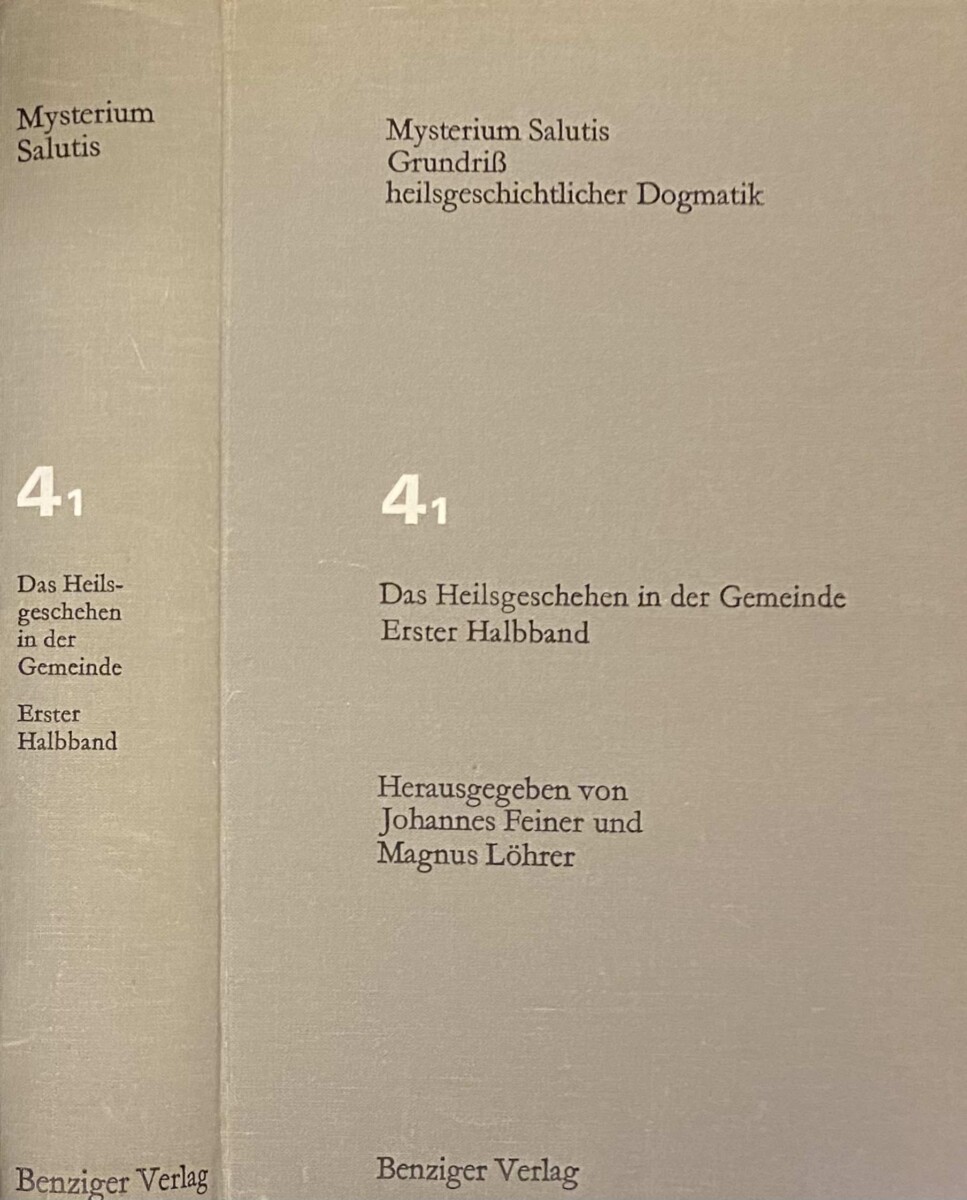 Mysterium
Salutis
4 1
Das Heils-
geschehen
in der
Gemeinde
Erster
Halbband
Benziger Verlag
Mysterium Salutis
Grundriß
heilsgeschichtlicher Dogmatik
4 1
Das Heilsgeschehen in der Gemeinde
Erster Halbband
Herausgegeben von
Johannes Feiner und
Magnus Löhrer
Benziger Verlag